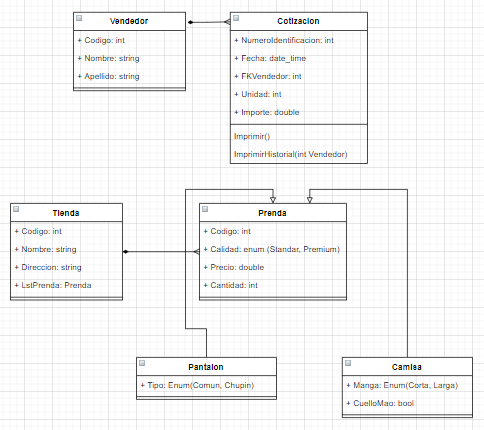 Vendedor
+ Codigo: int
+ Nombre: string
+ Apellido: string
Cotizacion
+ NumeroIdentificacion: int
+ Fecha: date_time
+ FKVendedor: int
+ Unidad: int
+ Importe: double
Imprimir()
ImprimirHistorial(int Vendedor)
Tienda
+ Codigo: int
+ Nombre: string
+ Direccion: string
+ LstPrenda: Prenda
Prenda
+ Codigo: int
+ Calidad: enum (Standar, Premium)
+ Precio: double
+ Cantidad: int
Pantalon
+ Tipo: Enum(Comun, Chupin)
Camisa
+ Manga: Enum(Corta, Larga)
+ CuelloMao: bool